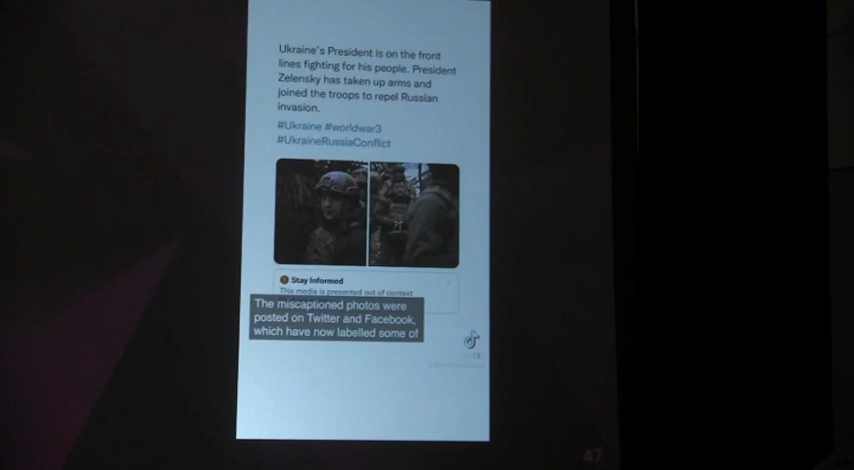 Ukraine's President is on the front
lines fighting for his people. President
Zelensky has taken up arms and
joined the troops to repel Russian
invasion.
#Ukraine #worldwar3
#UkraineRussiaConflict
Stay Informed
This media is presented out of context
The miscaptioned photos were
posted on Twitter and Facebook,
which have now labelled some of
47